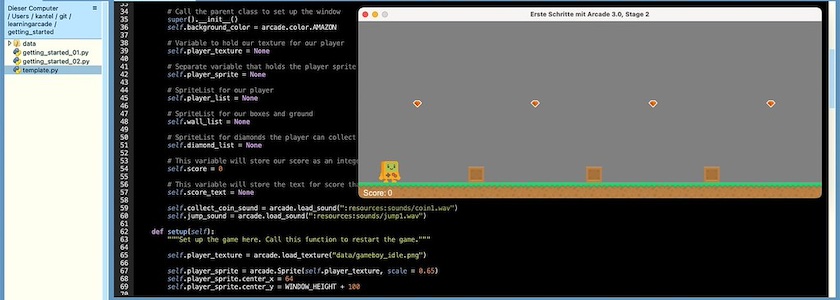 Dieser Computer
/ Users / kantel / git /
learningarcade /
getting_started
data
getting_started_01.py
getting_started_02.py
template.py
34 # Call the parent class to set up the window
35 super().__init__()
36 self.background_color = arcade.color.AMAZON
37
38 # Variable to hold our texture for our player
39 self.player_texture = None
40
41 # Separate variable that holds the player sprite
42 self.player_sprite = None
43
44 # SpriteList for our player
45 self.player_list = None
46
47 # SpriteList for our boxes and ground
48 self.wall_list = None
49
50 # SpriteList for diamonds the player can collect
51 self.diamond_list = None
52
53 # This variable will store our score as an integ
54 self.score = 0
55
56 # This variable will store the text for score tha
57 self.score_text = None
58
59 self.collect_coin_sound = arcade.load_sound(":resources:sounds/coin1.wav")
60 self.jump_sound = arcade.load_sound(":resources:sounds/jump1.wav")
61
62 def setup(self):
63 """Set up the game here. Call this function to restart the game."""
64
65 self.player_texture = arcade.load_texture("data/gameboy_idle.png")
66
67 self.player_sprite = arcade.Sprite(self.player_texture, scale = 0.65)
68 self.player_sprite.center_x = 64
69 self.player_sprite.center_y = WINDOW_HEIGHT + 100
Erste Schritte mit Arcade 3.0, Stage 2
Score: 0